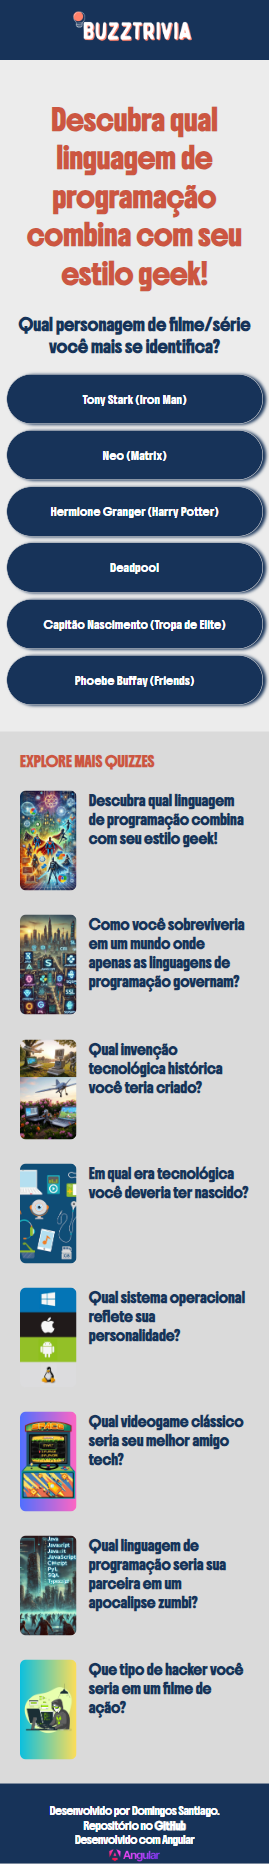 BUZZTRIVIA
Descubra qual
linguagem de
programação
combina com seu
estilo geek!
Qual personagem de filme/série
você mais se identifica?
Tony Stark (Iron Man)
Neo (Matrix)
Hermione Granger (Harry Potter)
Deadpool
Capitão Nascimento (Tropa de Elite)
Phoebe Buffay (Friends)
EXPLORE MAIS QUIZZES
Descubra qual linguagem
de programação combina
com seu estilo geek!
Como você sobreviveria
em um mundo onde
apenas as linguagens de
programação governam?
Qual invenção
tecnológica histórica
você teria criado?
Em qual era tecnológica
você deveria ter nascido?
Qual sistema operacional
reflete sua
personalidade?
Qual videogame clássico
seria seu melhor amigo
tech?
Java
JavaScript
SQL
Qual linguagem de
programação seria sua
parceira em um
apocalipse zumbi?
Que tipo de hacker você
seria em um filme de
ação?
Desenvolvido por Domingos Santiago.
Repositório no GitHub
Desenvolvido com Angular
Angular